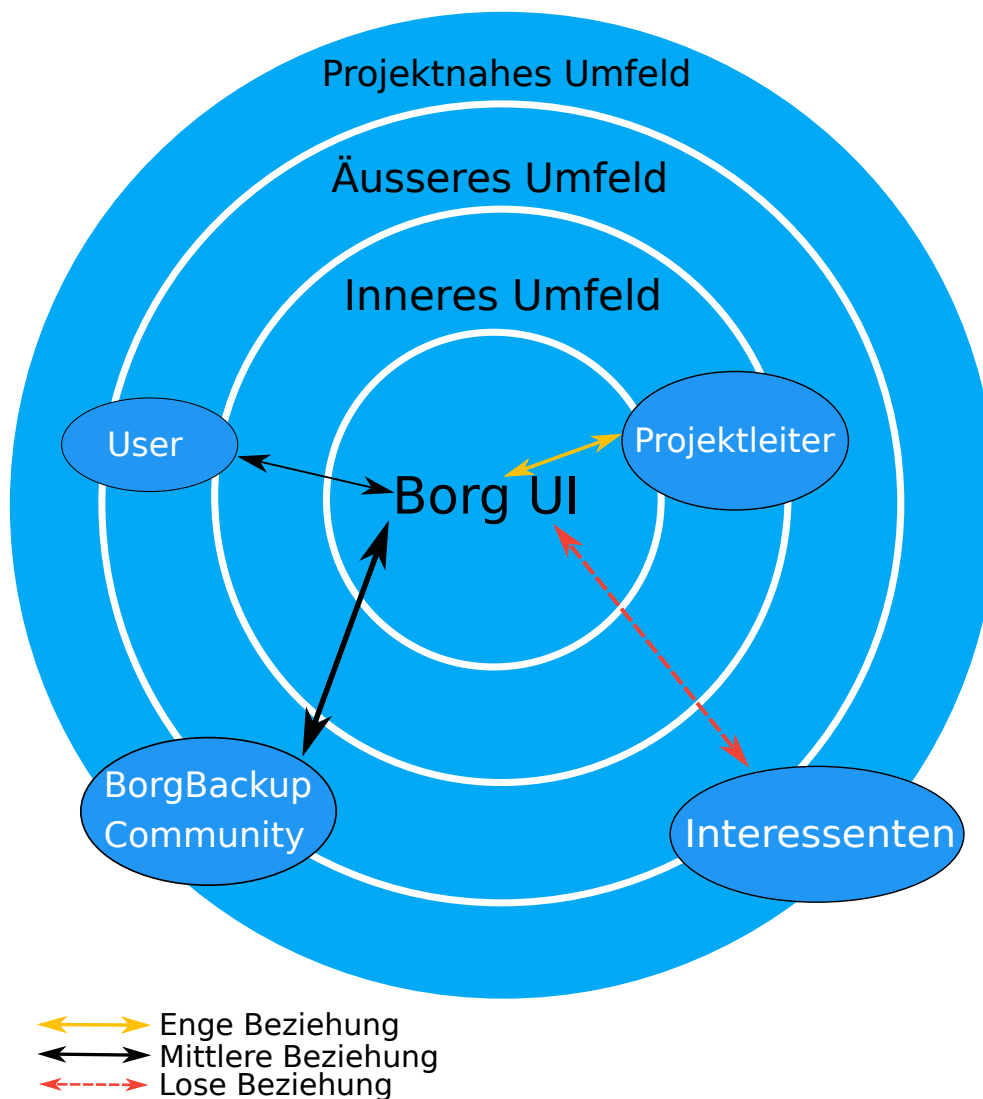 Projektnahes Umfeld
Äusseres Umfeld
Inneres Umfeld
User
Projektleiter
Borg UI
BorgBackup
Community
Interessenten
Enge Beziehung
Mittlere Beziehung
Lose Beziehung